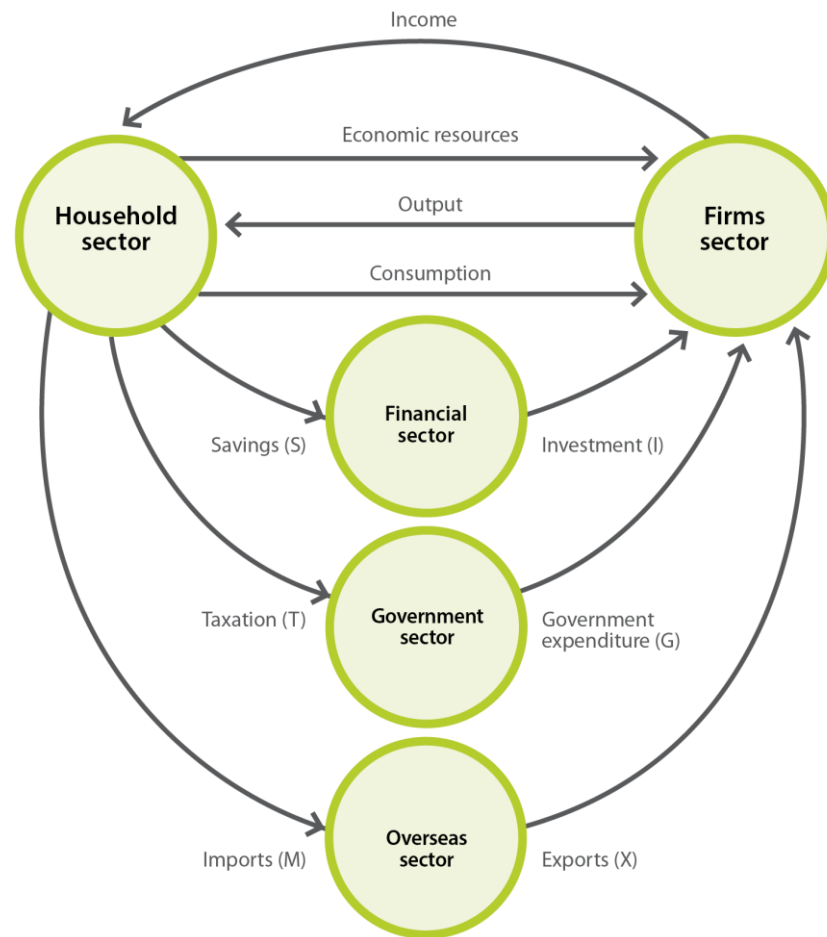 Income
Economic resources
Household
sector
Output
Firms
sector
Consumption
Financial
sector
Savings (S)
Investment (I)
Taxation (T)
Government
sector
Government
expenditure (G)
Imports (M)
Overseas
sector
Exports (X)